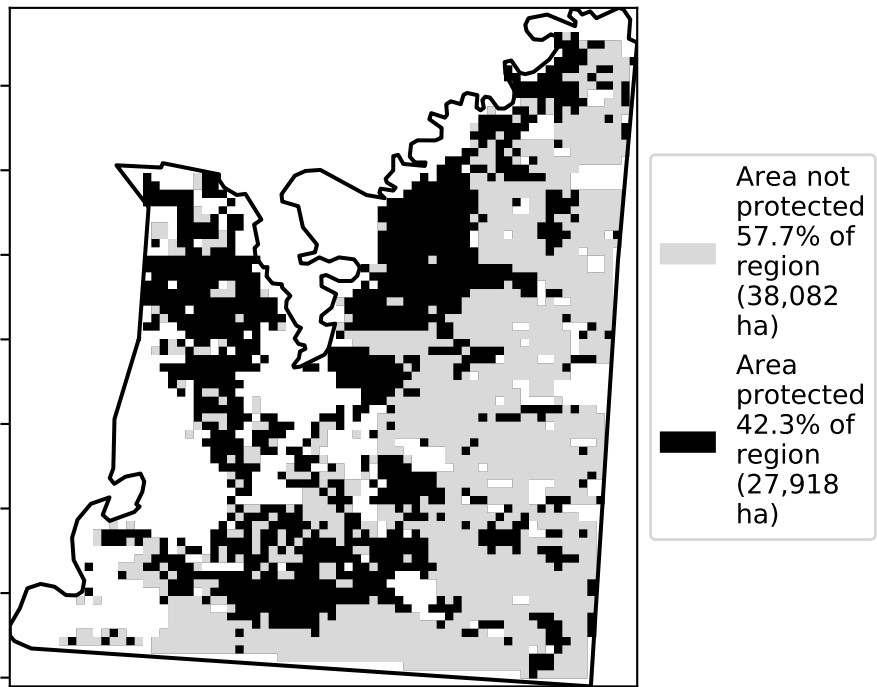 Area not
protected
57.7% of
region
(38,082
ha)
Area
protected
42.3% of
region
(27,918
ha)